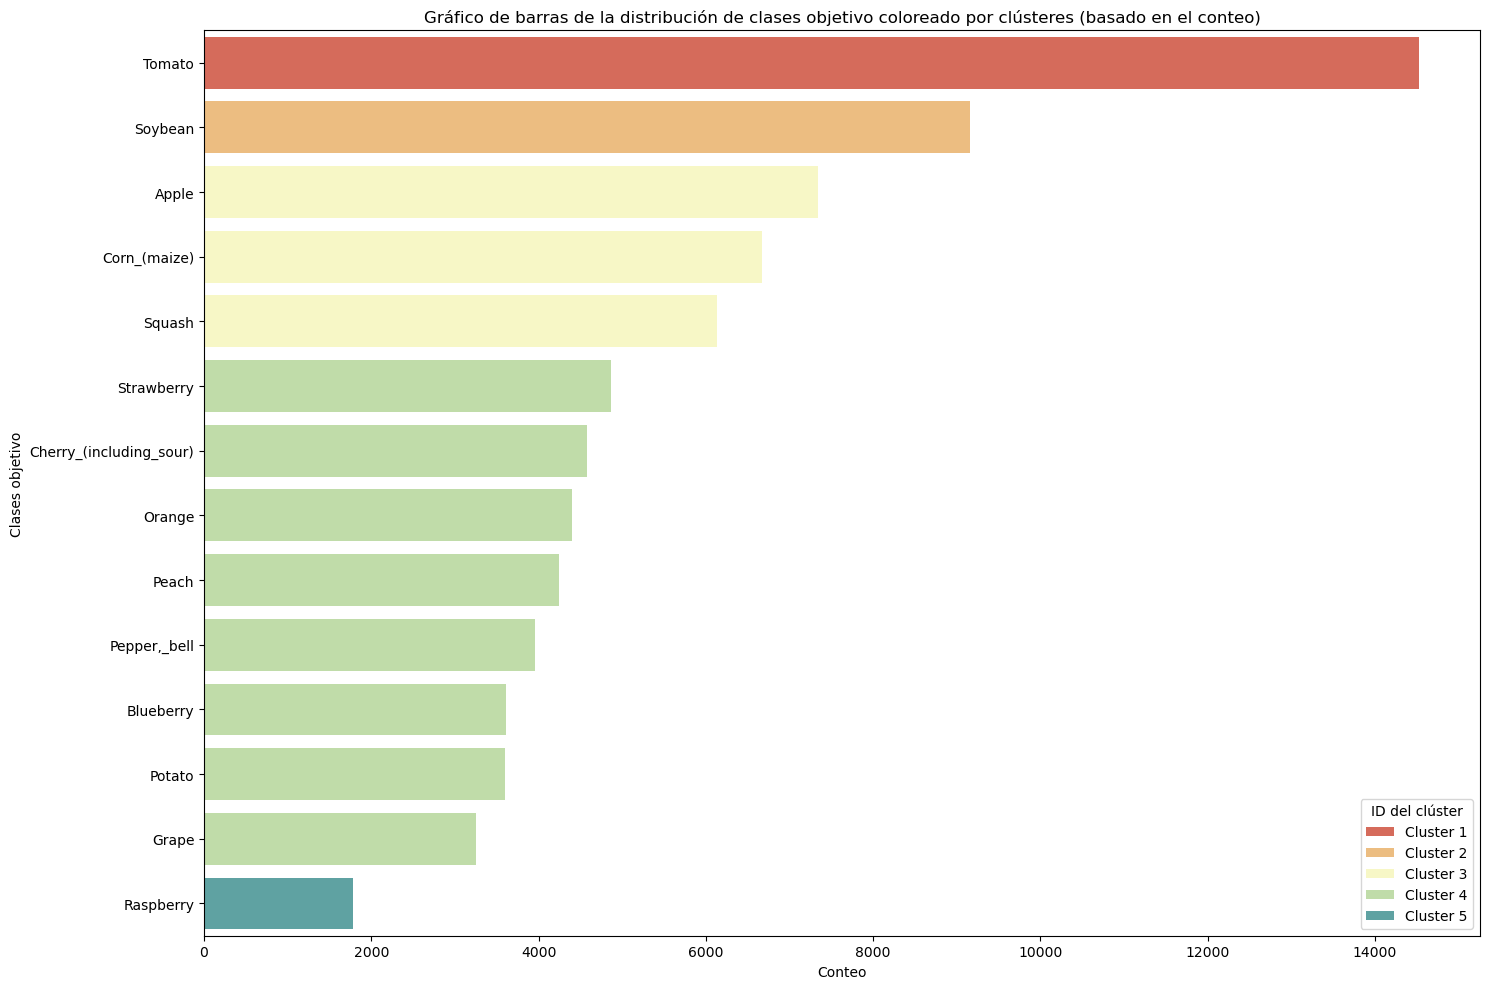 Gráfico de barras de la distribución de clases objetivo coloreado por clústeres (basado en el conteo)
Clases objetivo
Tomato
Soybean
Apple
Corn_(maize)
Squash
Strawberry
Cherry_(including_sour)
Orange
Peach
Pepper,_bell
Blueberry
Potato
Grape
Raspberry
ID del clúster
Cluster 1
Cluster 2
Cluster 3
Cluster 4
Cluster 5
0 2000 4000 6000 8000 10000 12000 14000
Conteo